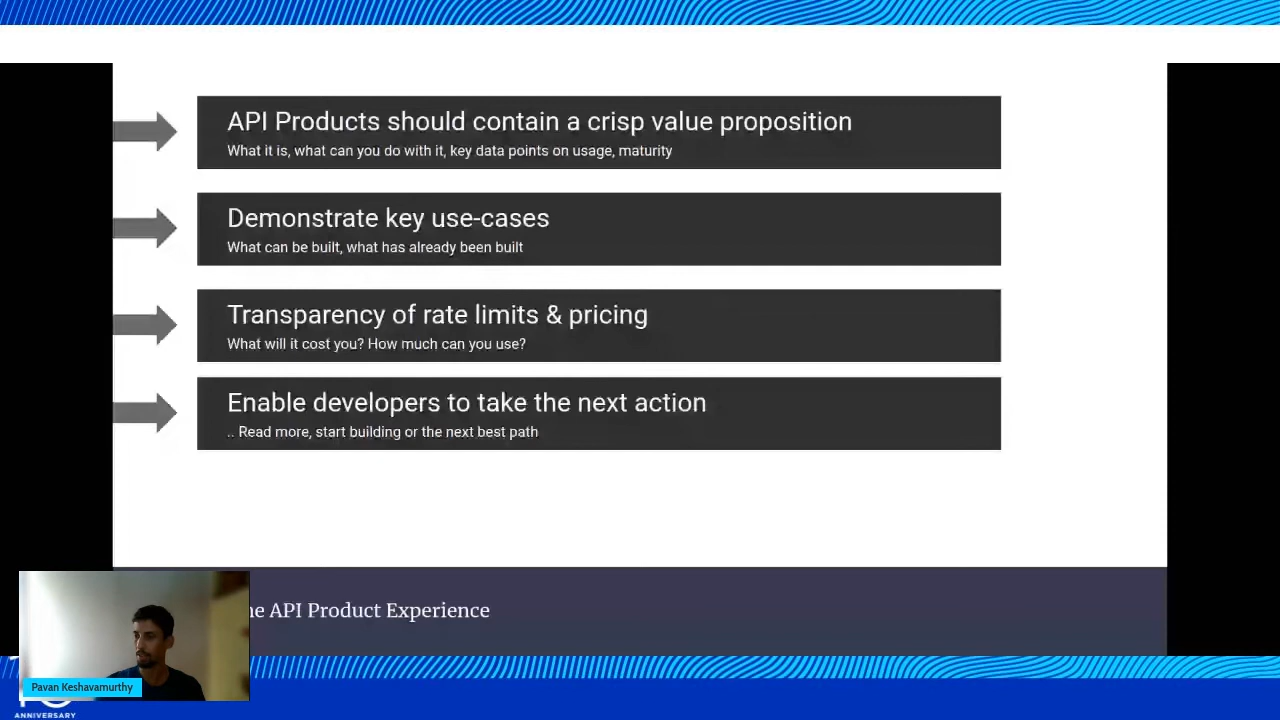 API Products should contain a crisp value proposition
What it is, what can you do with it, key data points on usage, maturity
Demonstrate key use-cases
What can be built, what has already been built
Transparency of rate limits & pricing
What will it cost you? How much can you use?
Enable developers to take the next action
.. Read more, start building or the next best path
API Product Experience
Pavan Keshavamurthy
ANNIVERSARY